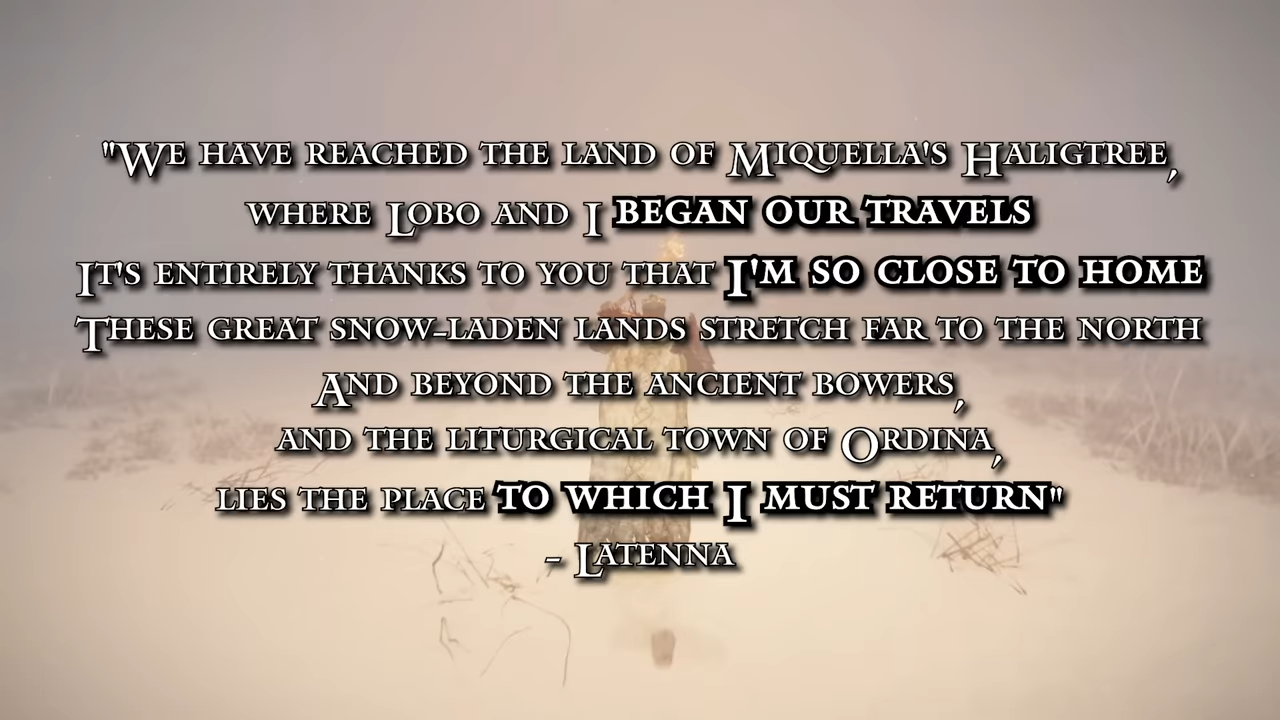 "We have reached the land of Miquella's Haligtree,
where Lobo and I began our travels
It's entirely thanks to you that I'm so close to home
These great snow-laden lands stretch far to the north
And beyond the ancient bowers,
and the liturgical town of Ordina,
lies the place to which I must return"
- Latenna